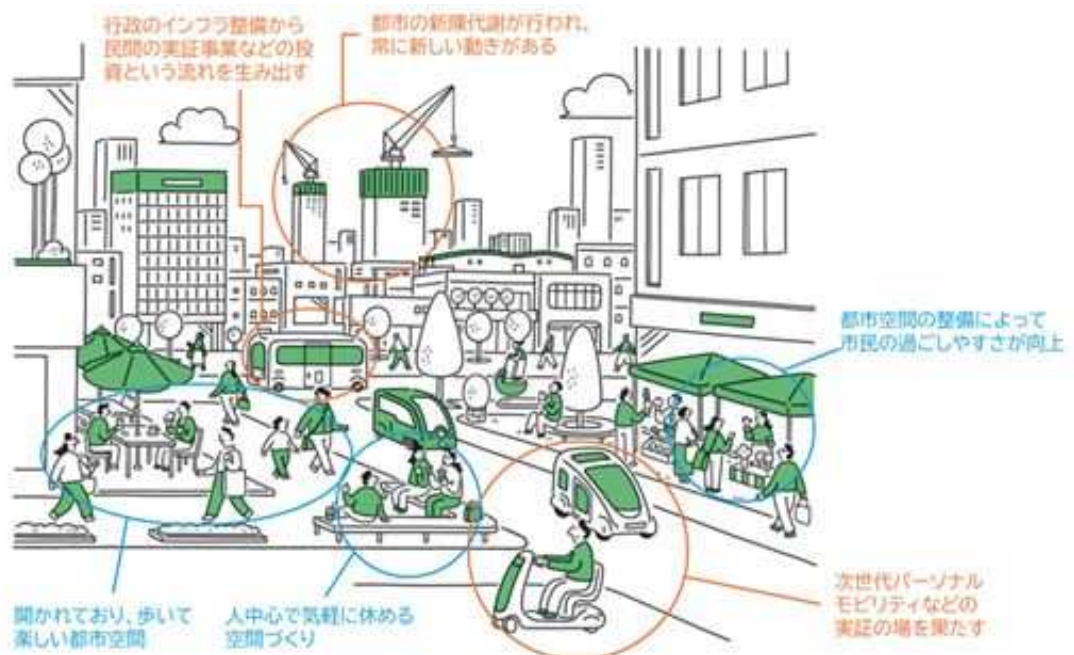 行政のインフラ整備から
民間の実証事業などの投
資という流れを生み出す
都市の新陳代謝が行われ、
常に新しい動きがある
都市空間の整備によって
市民の過ごしやすさが向上
開かれており、歩いて
楽しい都市空間
人中心で気軽に休める
空間づくり
次世代パーソナル
モビリティなどの
実証の場を果たす